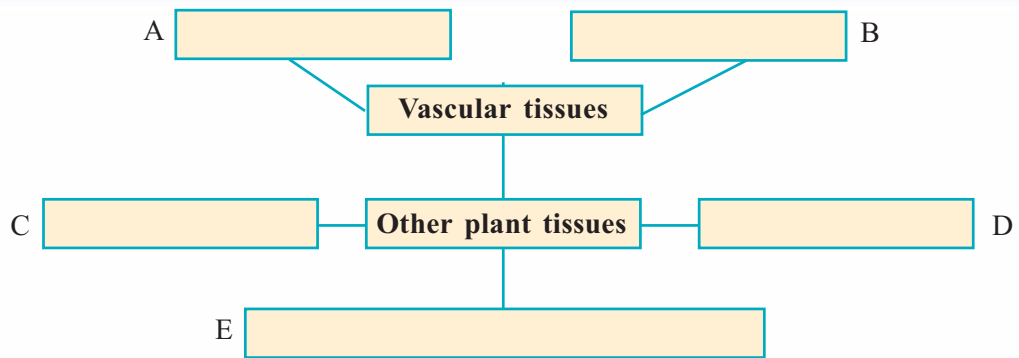 A
B
Vascular tissues
C
Other plant tissues
D
E